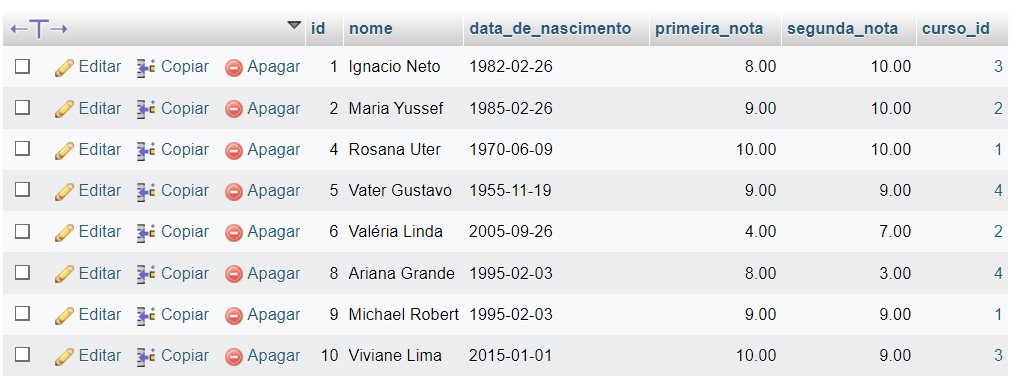 ←T→ id nome data_de_nascimento primeira_nota segunda_nota curso_id
Editar Copiar Apagar 1 Ignacio Neto 1982-02-26 8.00 10.00 3
Editar Copiar Apagar 2 Maria Yussef 1985-02-26 9.00 10.00 2
Editar Copiar Apagar 4 Rosana Uter 1970-06-09 10.00 10.00 1
Editar Copiar Apagar 5 Vater Gustavo 1955-11-19 9.00 9.00 4
Editar Copiar Apagar 6 Valéria Linda 2005-09-26 4.00 7.00 2
Editar Copiar Apagar 8 Ariana Grande 1995-02-03 8.00 3.00 4
Editar Copiar Apagar 9 Michael Robert 1995-02-03 9.00 9.00 1
Editar Copiar Apagar 10 Viviane Lima 2015-01-01 10.00 9.00 3